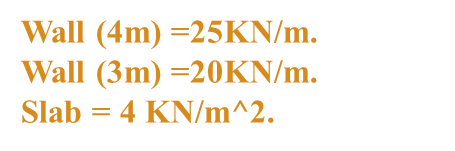 Wall (4m) =25KN/m.
Wall (3m) =20KN/m.
Slab = 4 KN/m^2.